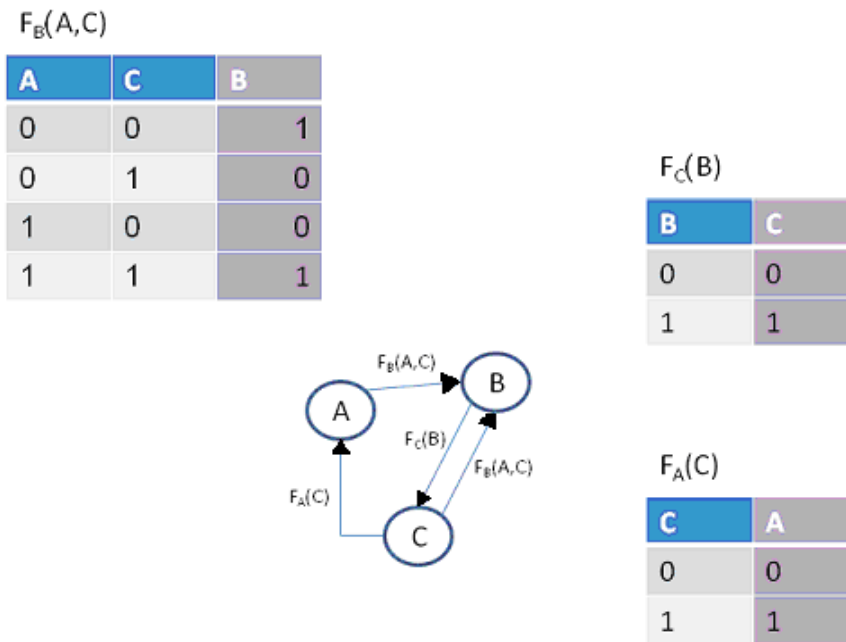 F_B(A,C)
A C B
0 0 1
0 1 0
1 0 0
1 1 1
F_C(B)
B C
0 0
1 1
F_B(A,C)
A
B
F_C(B)
F_B(A,C)
F_A(C)
C
F_A(C)
C A
0 0
1 1